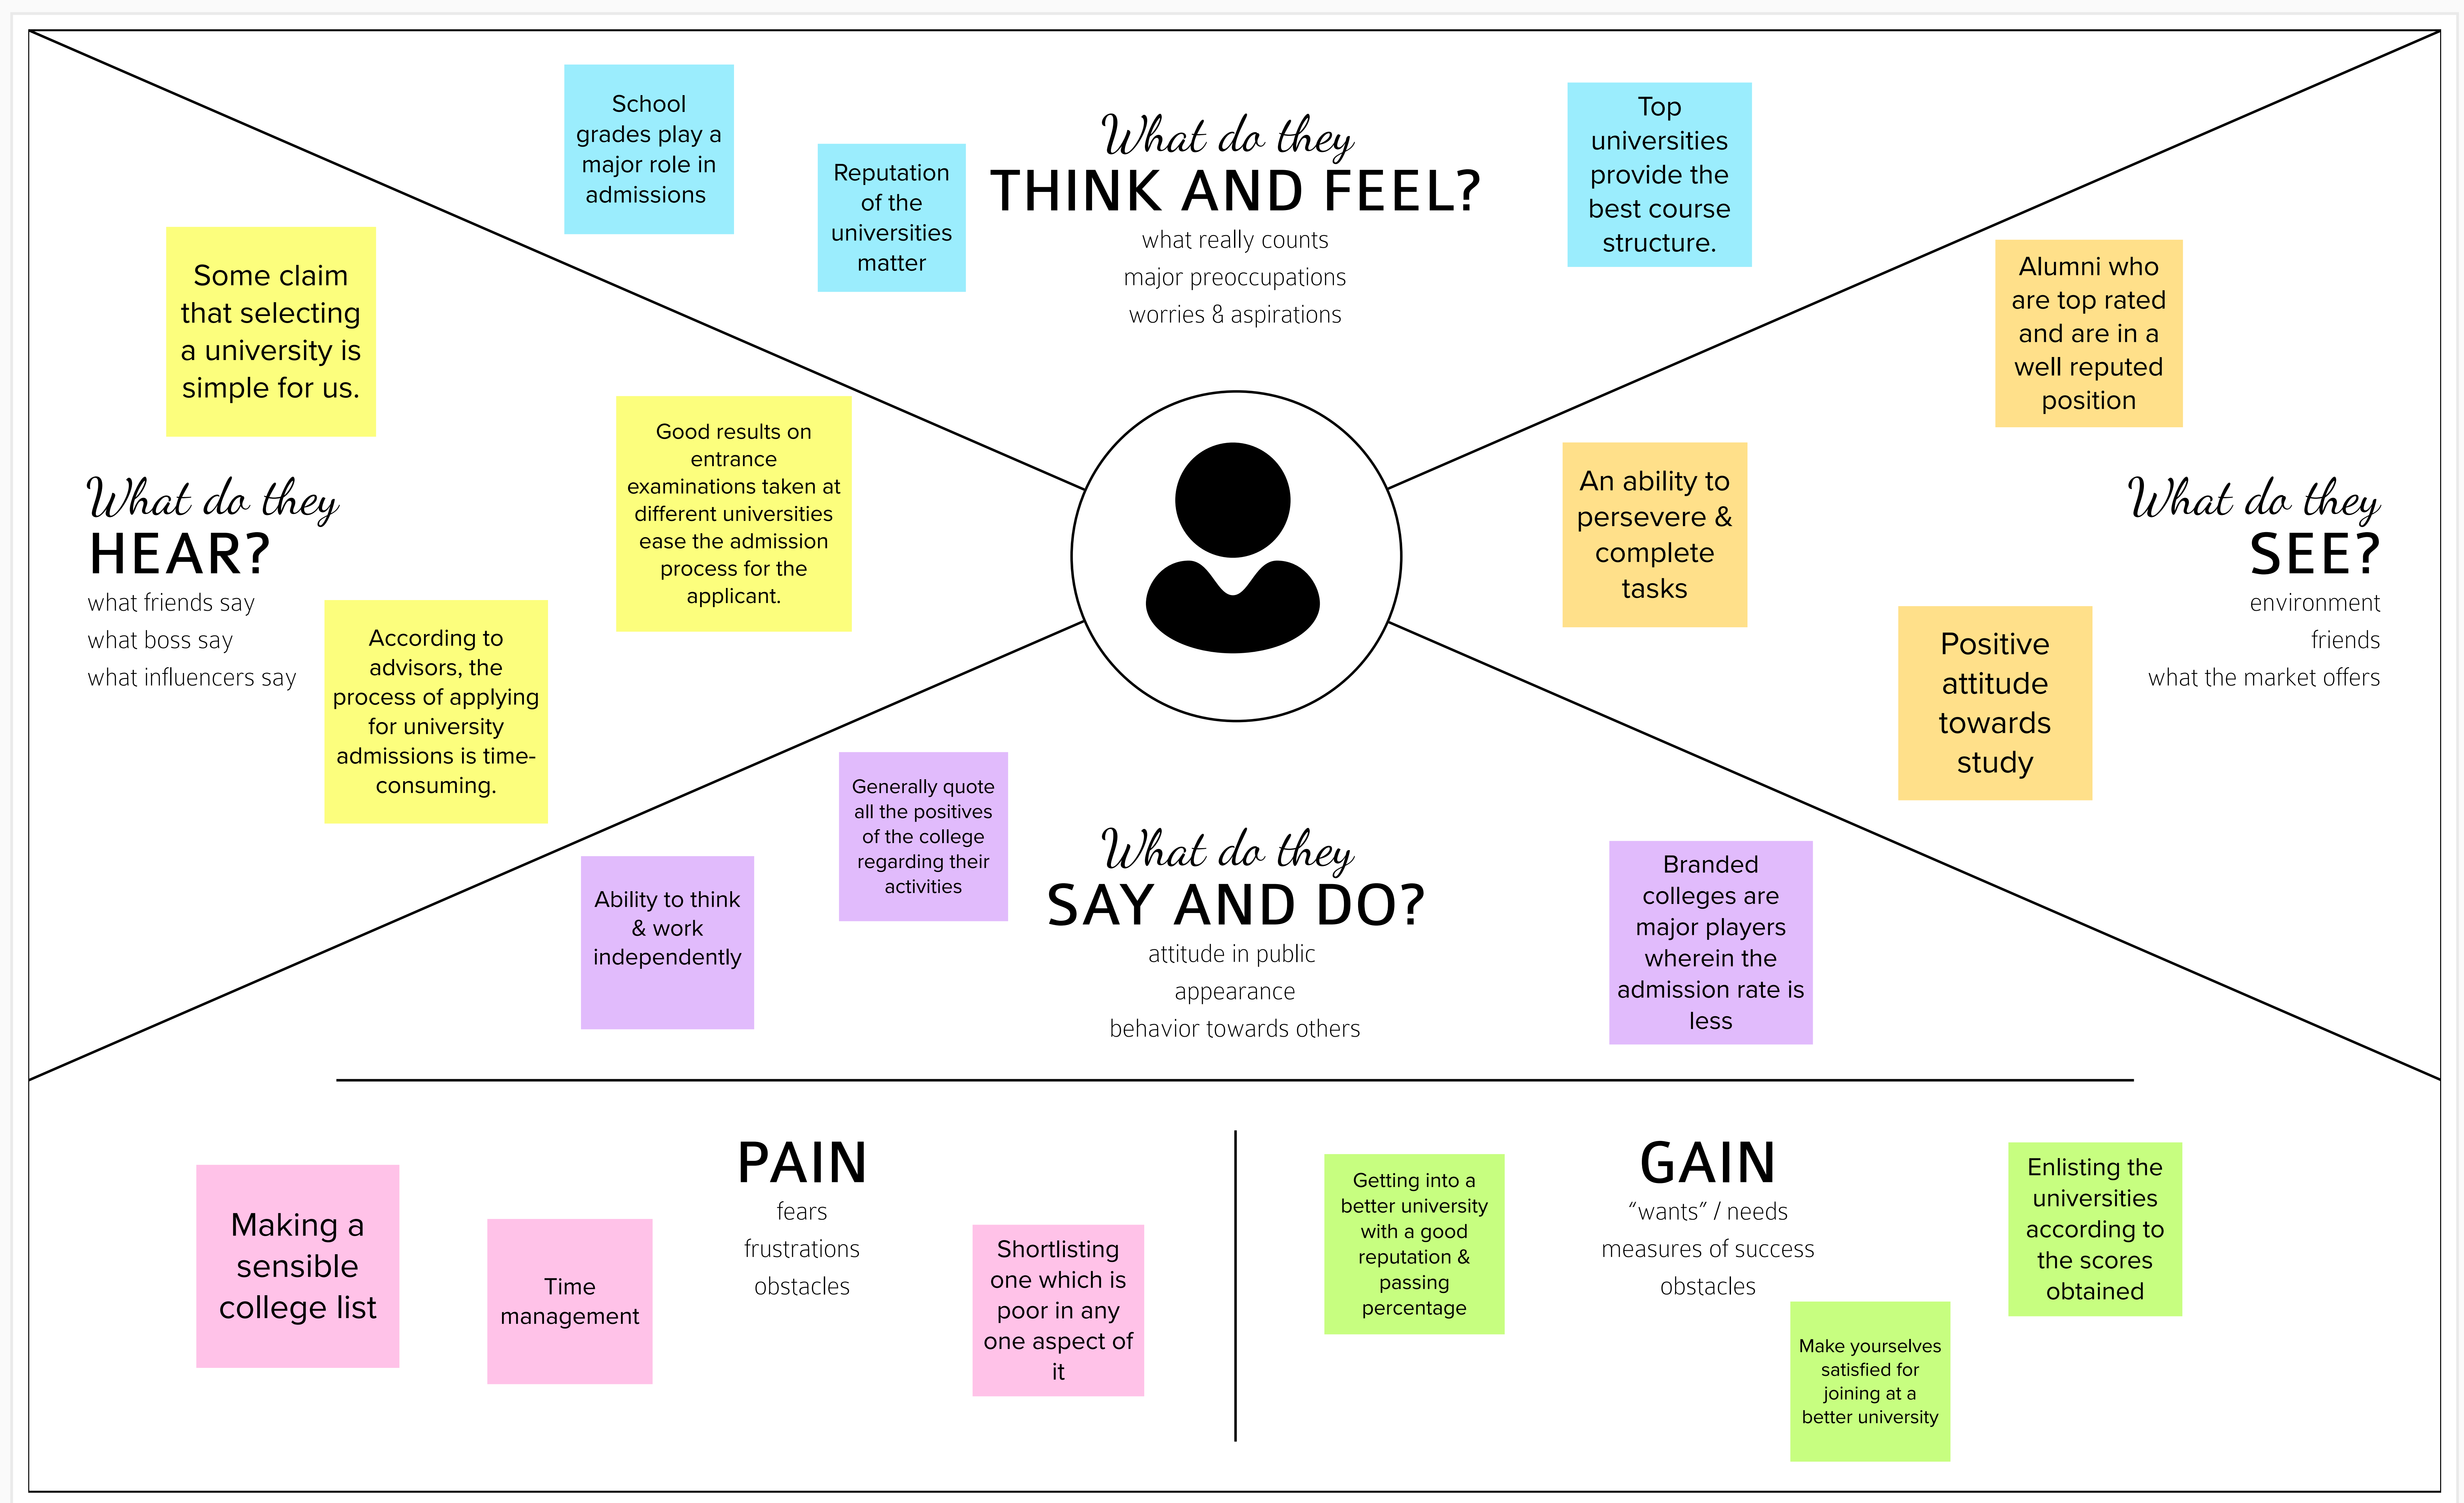 School
grades play a
major role in
admissions
Reputation
of the
universities
matter
What do they
THINK AND FEEL?
what really counts
major preoccupations
worries & aspirations
Top
universities
provide the
best course
structure.
Some claim
that selecting
a university is
simple for us.
Good results on
entrance
examinations taken at
different universities
ease the admission
process for the
applicant.
What do they
HEAR?
what friends say
what boss say
what influencers say
According to
advisors, the
process of applying
for university
admissions is time-
consuming.
Alumni who
are top rated
and are in a
well reputed
position
An ability to
persevere &
complete
tasks
What do they
SEE?
environment
friends
what the market offers
Positive
attitude
towards
study
Generally quote
all the positives
of the college
regarding their
activities
Ability to think
& work
independently
What do they
SAY AND DO?
attitude in public
appearance
behavior towards others
Branded
colleges are
major players
wherein the
admission rate is
less
PAIN
fears
frustrations
obstacles
Making a
sensible
college list
Time
management
Shortlisting
one which is
poor in any
one aspect of
it
GAIN
“wants” / needs
measures of success
obstacles
Getting into a
better university
with a good
reputation &
passing
percentage
Enlisting the
universities
according to
the scores
obtained
Make yourselves
satisfied for
joining at a
better university